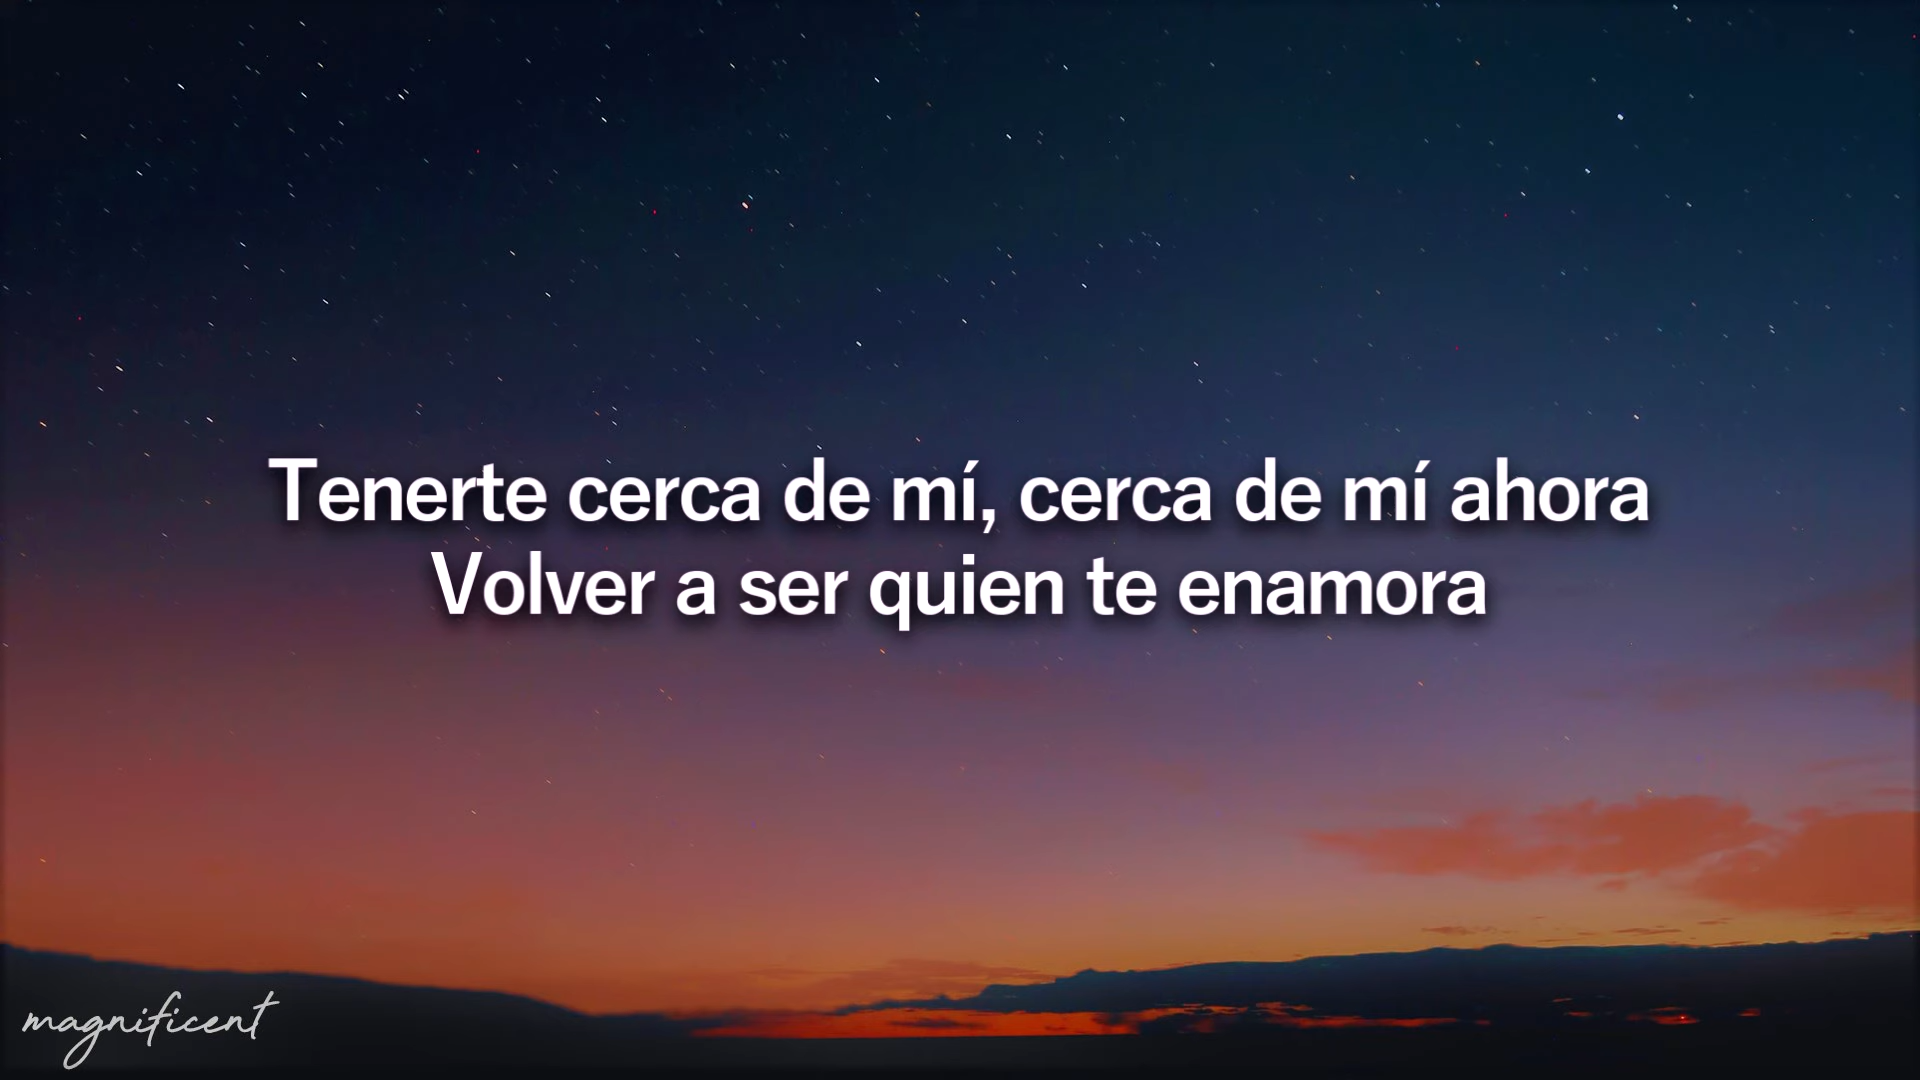 Tenerte cerca de mí, cerca de mí ahora
Volver a ser quien te enamora
magnificent